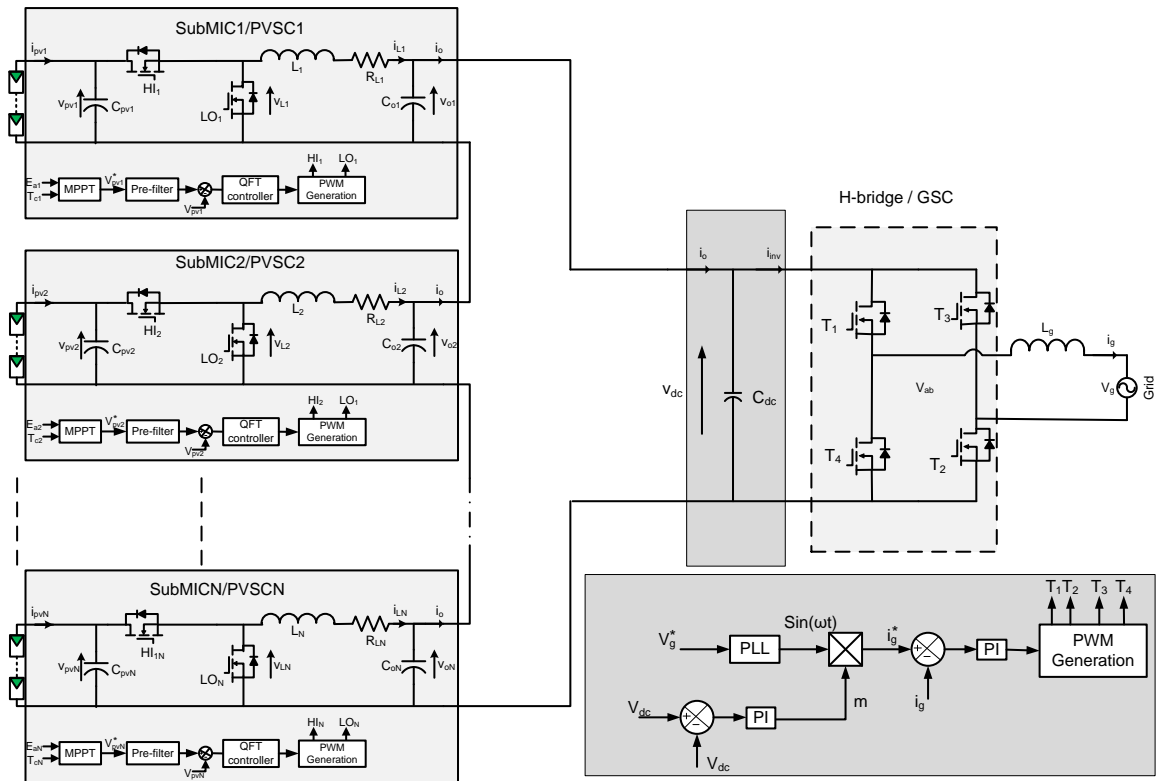 SubMIC1/PVSC1
i_pv1
HI_1
L_1
R_L1
i_L1
i_o
v_pv1
C_pv1
LO_1
v_L1
C_o1
v_o1
HI_1
LO_1
E_a1
T_c1
MPPT
V*_pv1
Pre-filter
V_pv1
QFT controller
PWM Generation
SubMIC2/PVSC2
i_pv2
HI_2
L_2
R_L2
i_L2
i_o
v_pv2
C_pv2
LO_2
v_L2
C_o2
v_o2
HI_2
LO_1
E_a2
T_c2
MPPT
V*_pv2
Pre-filter
V_pv2
QFT controller
PWM Generation
SubMICN/PVSCN
i_pvN
HI_1N
L_N
R_LN
i_LN
i_o
v_pvN
C_pvN
LO_N
v_LN
C_oN
v_oN
HI_N
LO_N
E_aN
T_cN
MPPT
V*_pvN
Pre-filter
V_pvN
QFT controller
PWM Generation
H-bridge / GSC
i_o
i_inv
v_dc
C_dc
T_1
T_3
T_4
T_2
V_ab
L_g
i_g
V_g
Grid
V*_g
PLL
Sin(ωt)
i*_g
+
−
PI
PWM Generation
T_1
T_2
T_3
T_4
i_g
m
V_dc
+
−
PI
V_dc